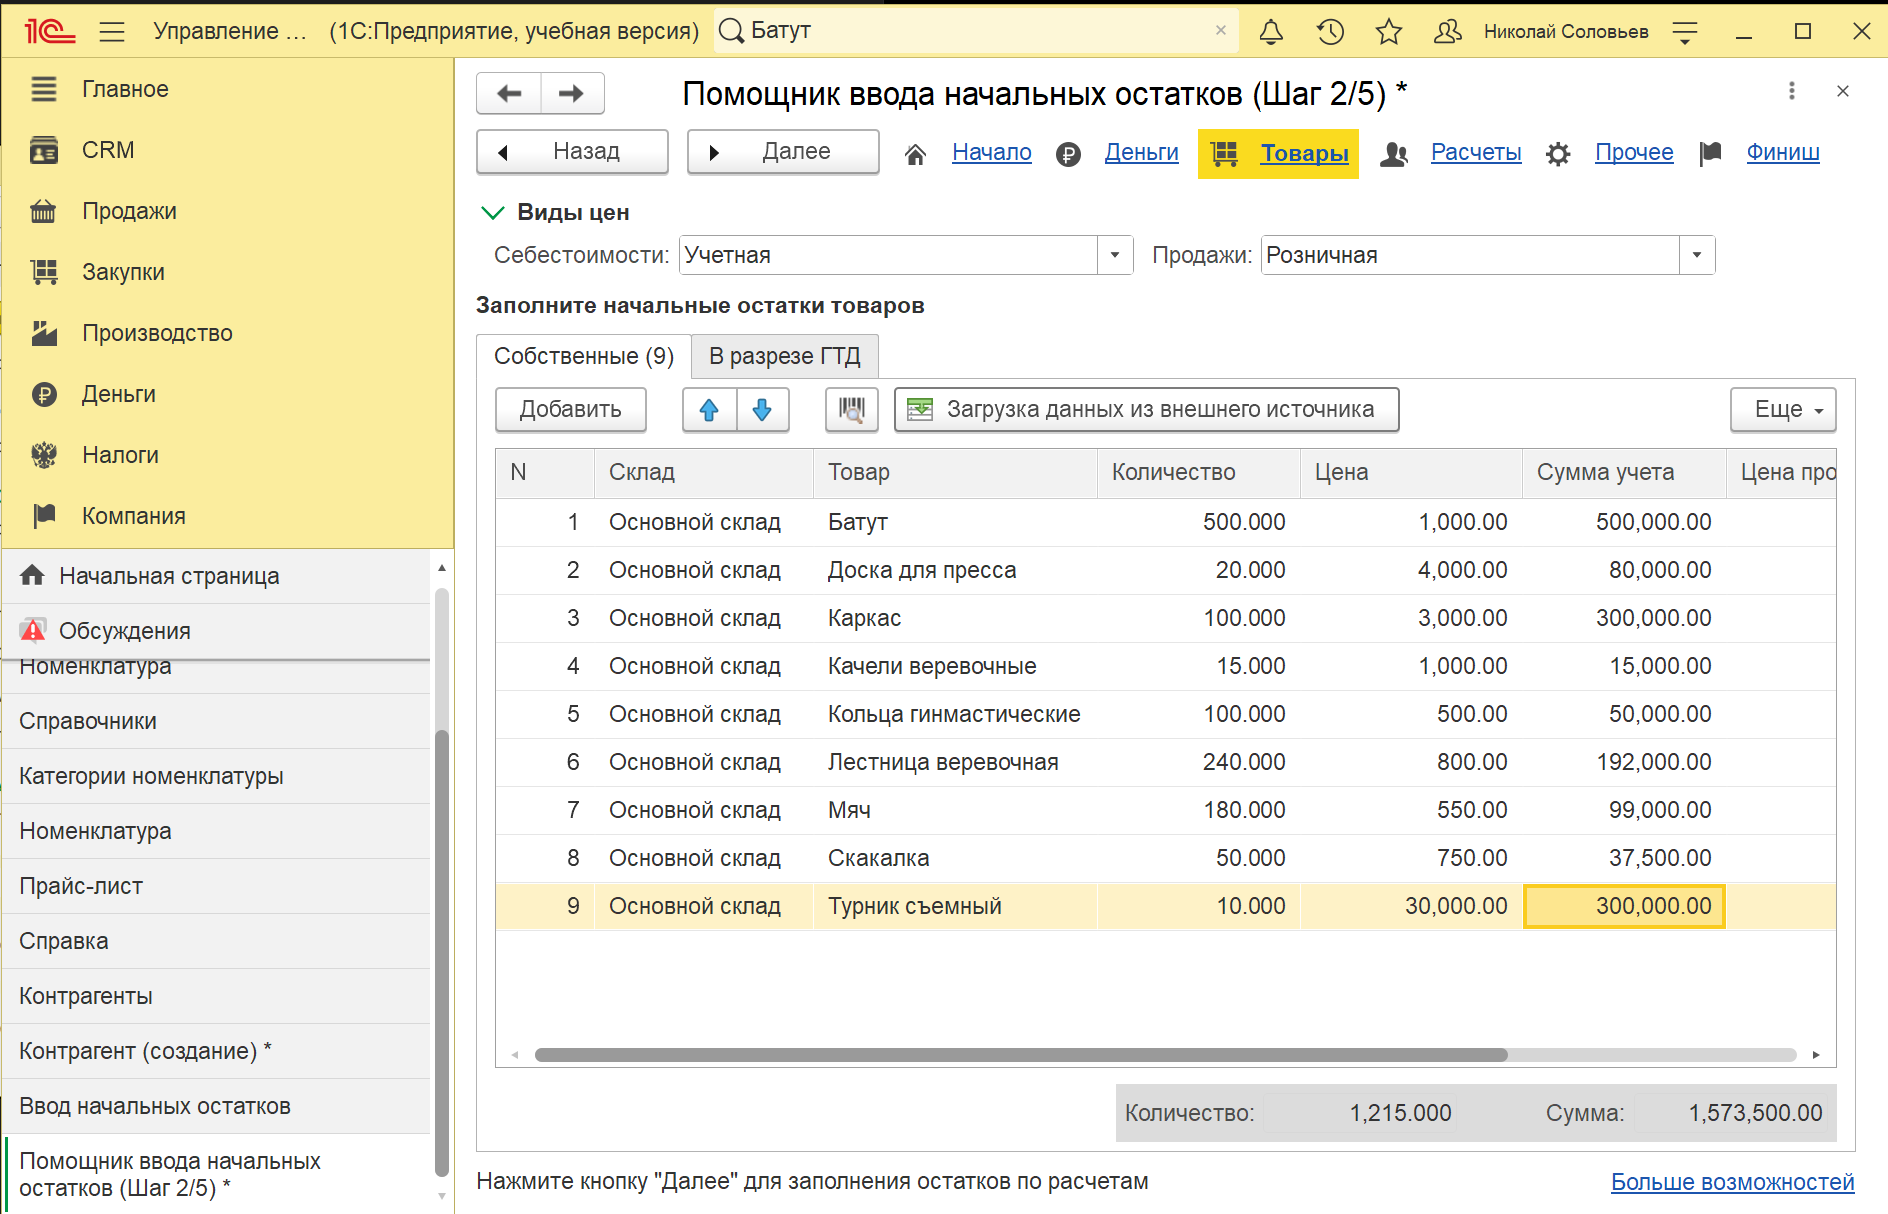 1С Управление ... (1С:Предприятие, учебная версия) Батут × Николай Соловьев
Главное
CRM
Продажи
Закупки
Производство
Деньги
Налоги
Компания
Начальная страница
Обсуждения
Номенклатура
Справочники
Категории номенклатуры
Номенклатура
Прайс-лист
Справка
Контрагенты
Контрагент (создание) *
Ввод начальных остатков
Помощник ввода начальных
остатков (Шаг 2/5) *
Помощник ввода начальных остатков (Шаг 2/5) *
Назад Далее Начало Деньги Товары Расчеты Прочее Финиш
Виды цен
Себестоимости: Учетная Продажи: Розничная
Заполните начальные остатки товаров
Собственные (9) В разрезе ГТД
Добавить Загрузка данных из внешнего источника Еще
N Склад Товар Количество Цена Сумма учета Цена про
1 Основной склад Батут 500.000 1,000.00 500,000.00
2 Основной склад Доска для пресса 20.000 4,000.00 80,000.00
3 Основной склад Каркас 100.000 3,000.00 300,000.00
4 Основной склад Качели веревочные 15.000 1,000.00 15,000.00
5 Основной склад Кольца гинмастические 100.000 500.00 50,000.00
6 Основной склад Лестница веревочная 240.000 800.00 192,000.00
7 Основной склад Мяч 180.000 550.00 99,000.00
8 Основной склад Скакалка 50.000 750.00 37,500.00
9 Основной склад Турник съемный 10.000 30,000.00 300,000.00
Количество: 1,215.000 Сумма: 1,573,500.00
Нажмите кнопку "Далее" для заполнения остатков по расчетам Больше возможностей